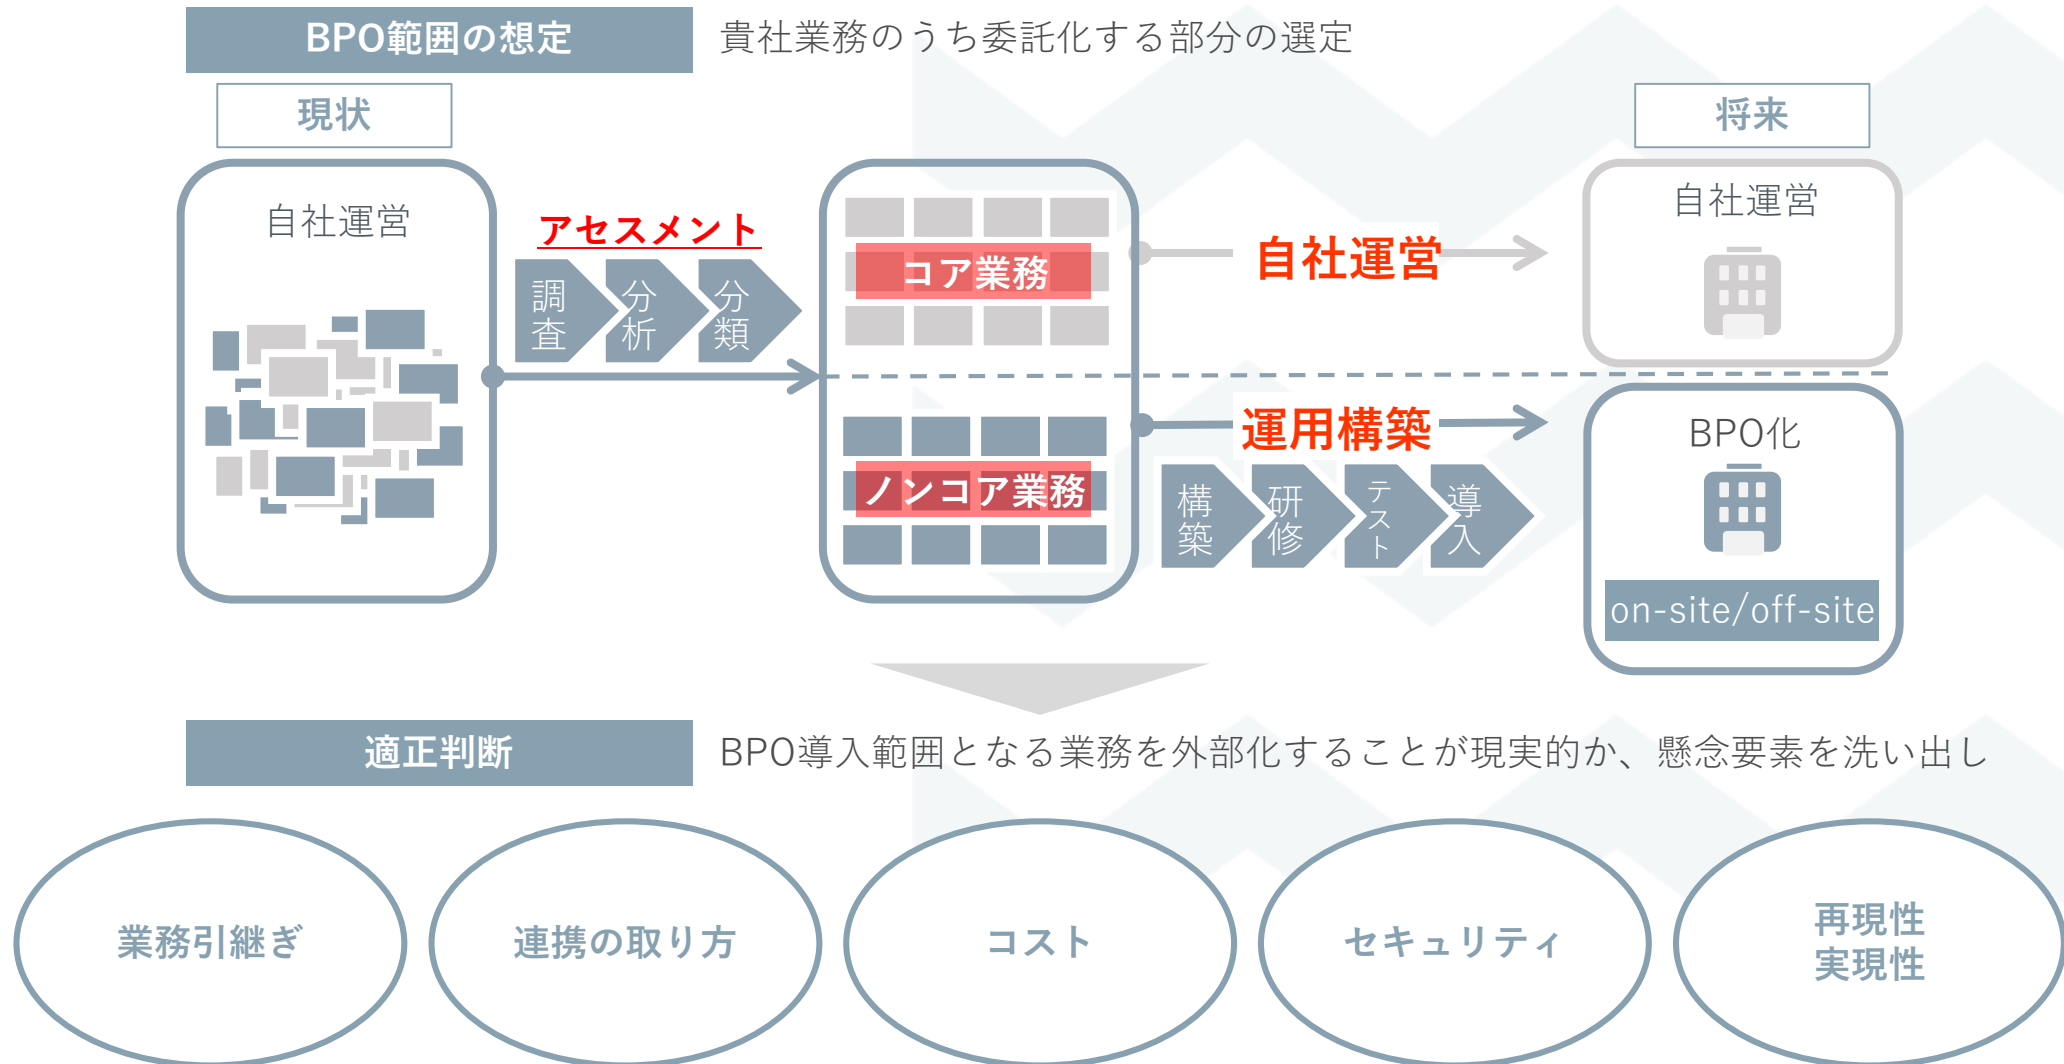 BPO範囲の想定
貴社業務のうち委託化する部分の選定
現状
将来
自社運営
アセスメント
調査
分析
分類
コア業務
ノンコア業務
自社運営
運用構築
構築
研修
テスト
導入
自社運営
BPO化
on-site/off-site
適正判断
BPO導入範囲となる業務を外部化することが現実的か、懸念要素を洗い出し
業務引継ぎ
連携の取り方
コスト
セキュリティ
再現性
実現性